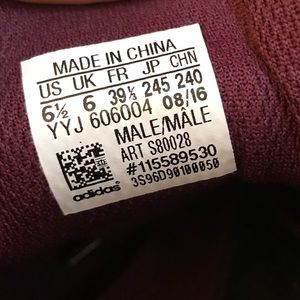 MADE IN CHINA
US UK FR JP CHN
6½ 6 39⅓ 245 240
YYJ 606004 08/16
MALE/MÂLE
ART S80028
#115589530
3S96D90100050
adidas